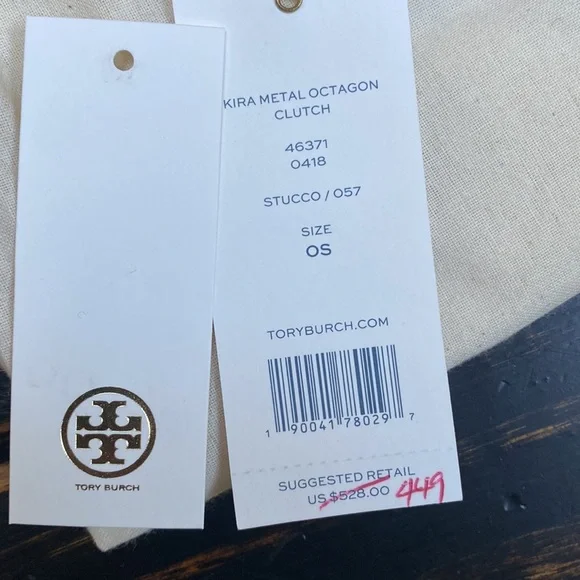 KIRA METAL OCTAGON
CLUTCH
46371
0418
STUCCO / 057
SIZE
OS
TORYBURCH.COM
1 90041 78029 7
SUGGESTED RETAIL
US $528.00 449
TORY BURCH